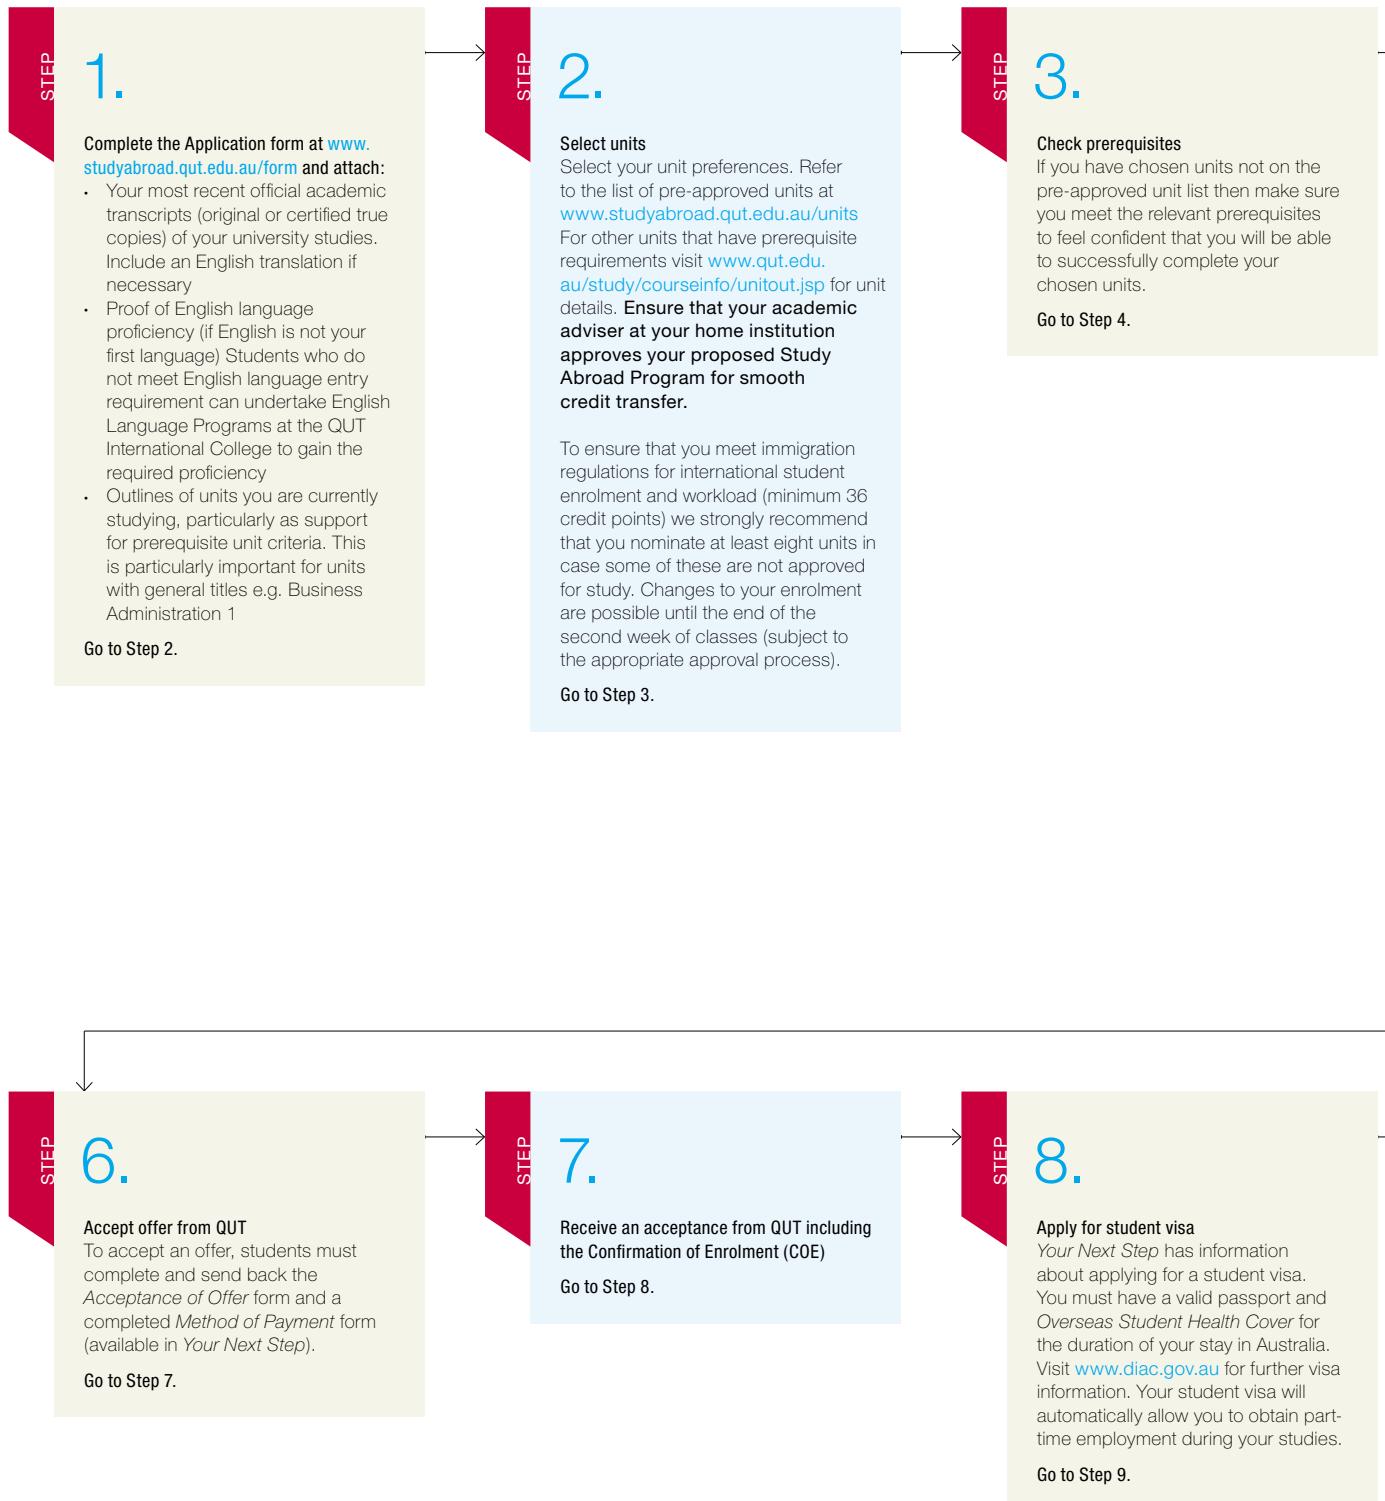 STEP
1.
Complete the Application form at www.
studyabroad.qut.edu.au/form and attach:
• Your most recent official academic
transcripts (original or certified true
copies) of your university studies.
Include an English translation if
necessary
• Proof of English language
proficiency (if English is not your
first language) Students who do
not meet English language entry
requirement can undertake English
Language Programs at the QUT
International College to gain the
required proficiency
• Outlines of units you are currently
studying, particularly as support
for prerequisite unit criteria. This
is particularly important for units
with general titles e.g. Business
Administration 1
Go to Step 2.
STEP
2.
Select units
Select your unit preferences. Refer
to the list of pre-approved units at
www.studyabroad.qut.edu.au/units
For other units that have prerequisite
requirements visit www.qut.edu.
au/study/courseinfo/unitout.jsp for unit
details. Ensure that your academic
adviser at your home institution
approves your proposed Study
Abroad Program for smooth
credit transfer.
To ensure that you meet immigration
regulations for international student
enrolment and workload (minimum 36
credit points) we strongly recommend
that you nominate at least eight units in
case some of these are not approved
for study. Changes to your enrolment
are possible until the end of the
second week of classes (subject to
the appropriate approval process).
Go to Step 3.
STEP
3.
Check prerequisites
If you have chosen units not on the
pre-approved unit list then make sure
you meet the relevant prerequisites
to feel confident that you will be able
to successfully complete your
chosen units.
Go to Step 4.
STEP
6.
Accept offer from QUT
To accept an offer, students must
complete and send back the
Acceptance of Offer form and a
completed Method of Payment form
(available in Your Next Step).
Go to Step 7.
STEP
7.
Receive an acceptance from QUT including
the Confirmation of Enrolment (COE)
Go to Step 8.
STEP
8.
Apply for student visa
Your Next Step has information
about applying for a student visa.
You must have a valid passport and
Overseas Student Health Cover for
the duration of your stay in Australia.
Visit www.diac.gov.au for further visa
information. Your student visa will
automatically allow you to obtain part-
time employment during your studies.
Go to Step 9.